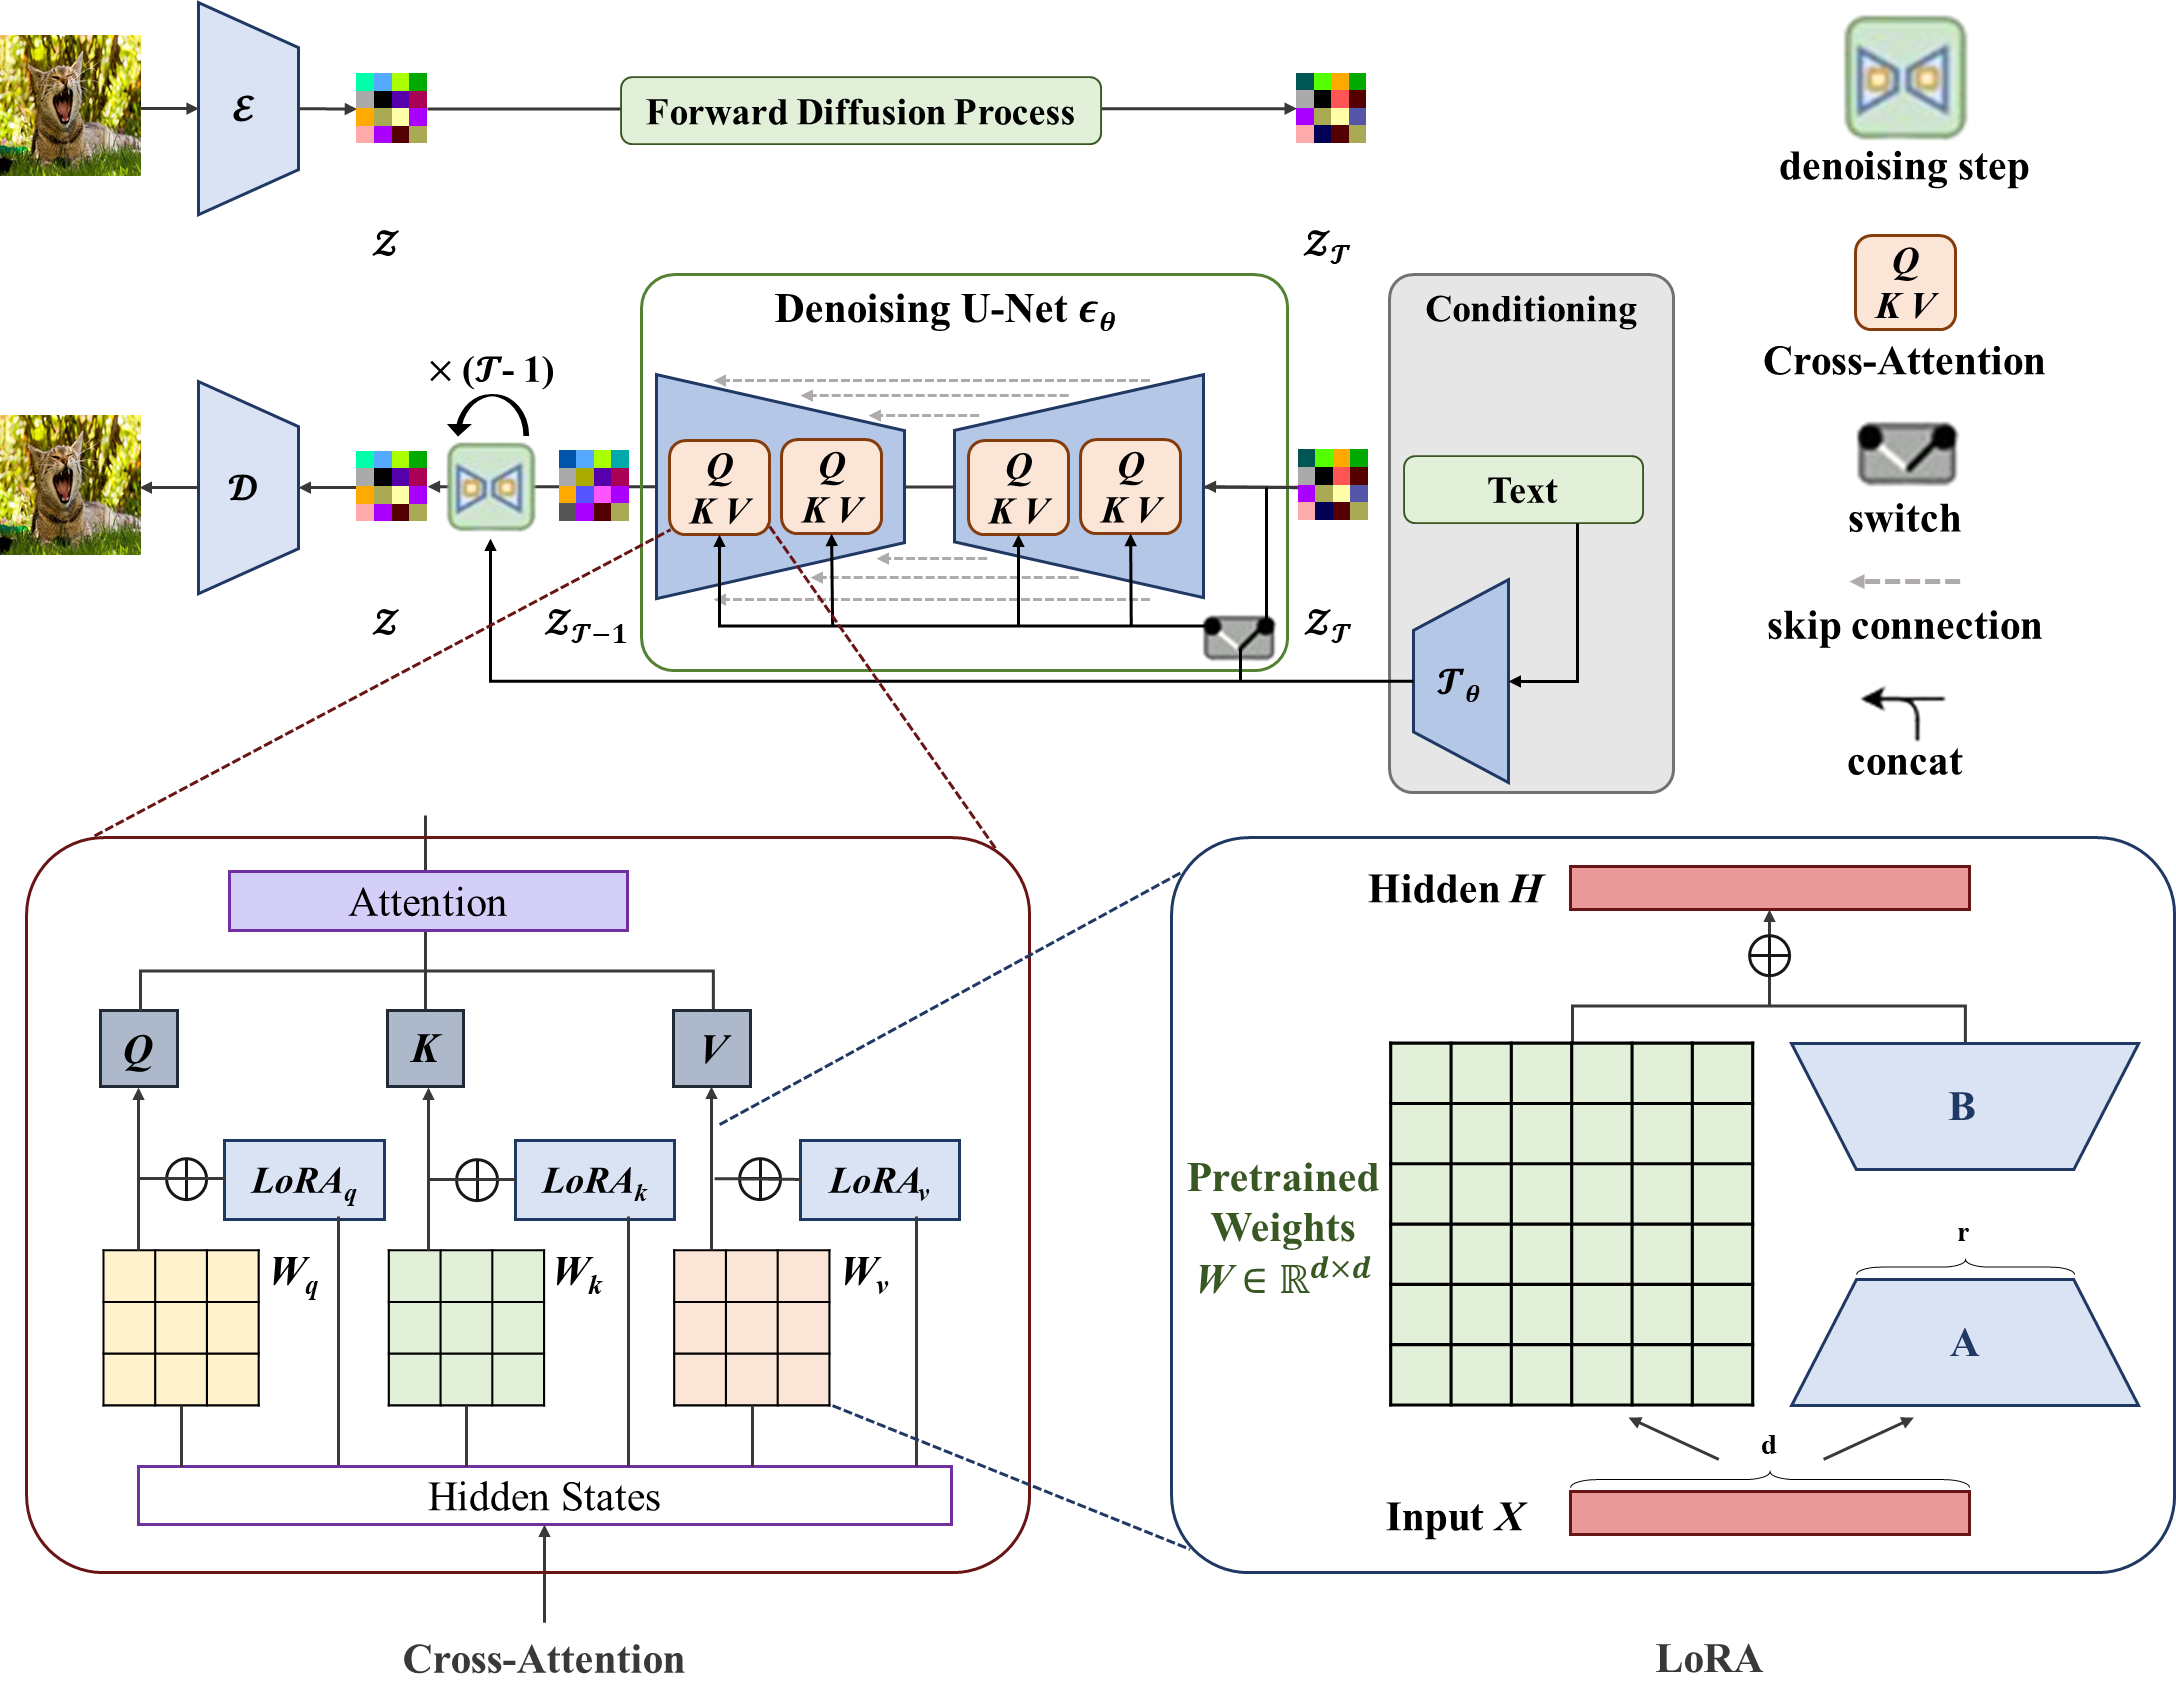 ℰ
Forward Diffusion Process
denoising step
𝒵
𝒵_𝒯
Q
K V
Cross-Attention
Denoising U-Net ϵ_θ
Conditioning
× (𝒯- 1)
𝒟
Q
K V
Q
K V
Q
K V
Q
K V
Text
switch
𝒵
𝒵_𝒯−1
𝒵_𝒯
skip connection
𝒯_θ
concat
Attention
Q
K
V
LoRA_q
LoRA_k
LoRA_v
W_q
W_k
W_v
Hidden States
Cross-Attention
Hidden H
B
Pretrained
Weights
W ∈ ℝ^d×d
r
A
d
Input X
LoRA